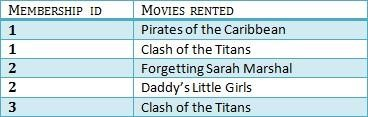 MEMBERSHIP ID MOVIES RENTED
1 Pirates of the Caribbean
1 Clash of the Titans
2 Forgetting Sarah Marshal
2 Daddy's Little Girls
3 Clash of the Titans